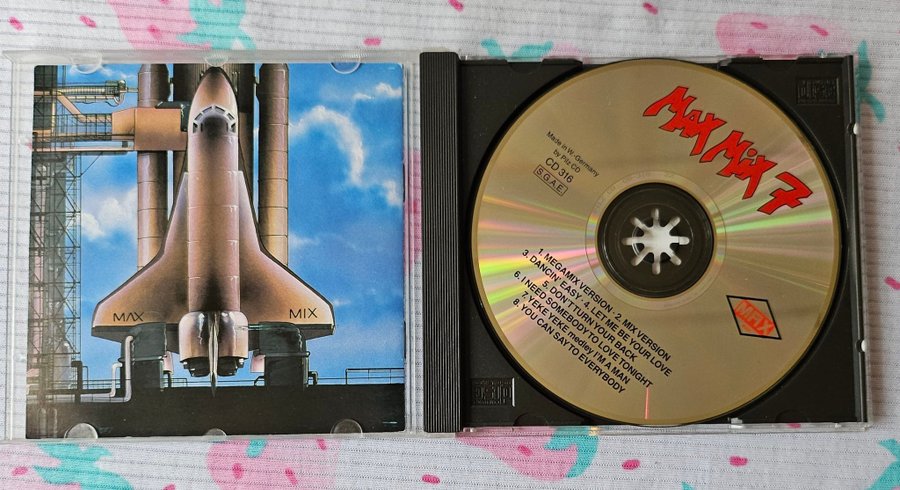 MAX
MIX
MAX MIX 7
Made in W.-Germany
by Pilz CD
CD 316
S.G.A.E.
MAX
1. MEGAMIX VERSION · 2. MIX VERSION
3. DANCIN' EASY · 4. LET ME BE YOUR LOVE
5. DON'T TURN YOUR BACK
6. I NEED SOMEBODY TO LOVE TONIGHT
7. YEKE YEKE medley I'M A MAN
8. YOU CAN SAY TO EVERYBODY